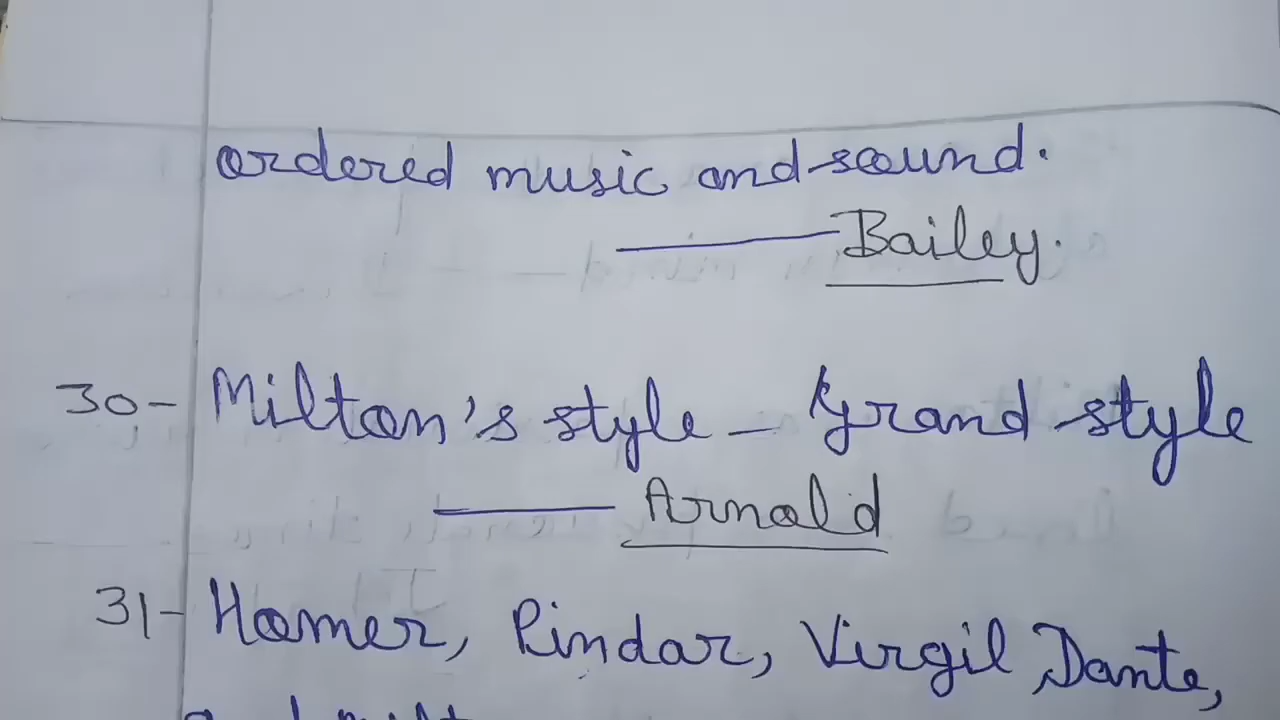 ordered music and sound.
— Bailey.
30- Milton's style - Grand style
— Arnold
31- Homer, Pindar, Virgil, Dante,